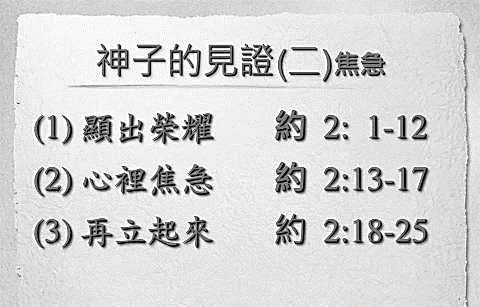 神子的見證(二)焦急
(1) 顯出榮耀 約 2: 1-12
(2) 心裡焦急 約 2:13-17
(3) 再立起來 約 2:18-25